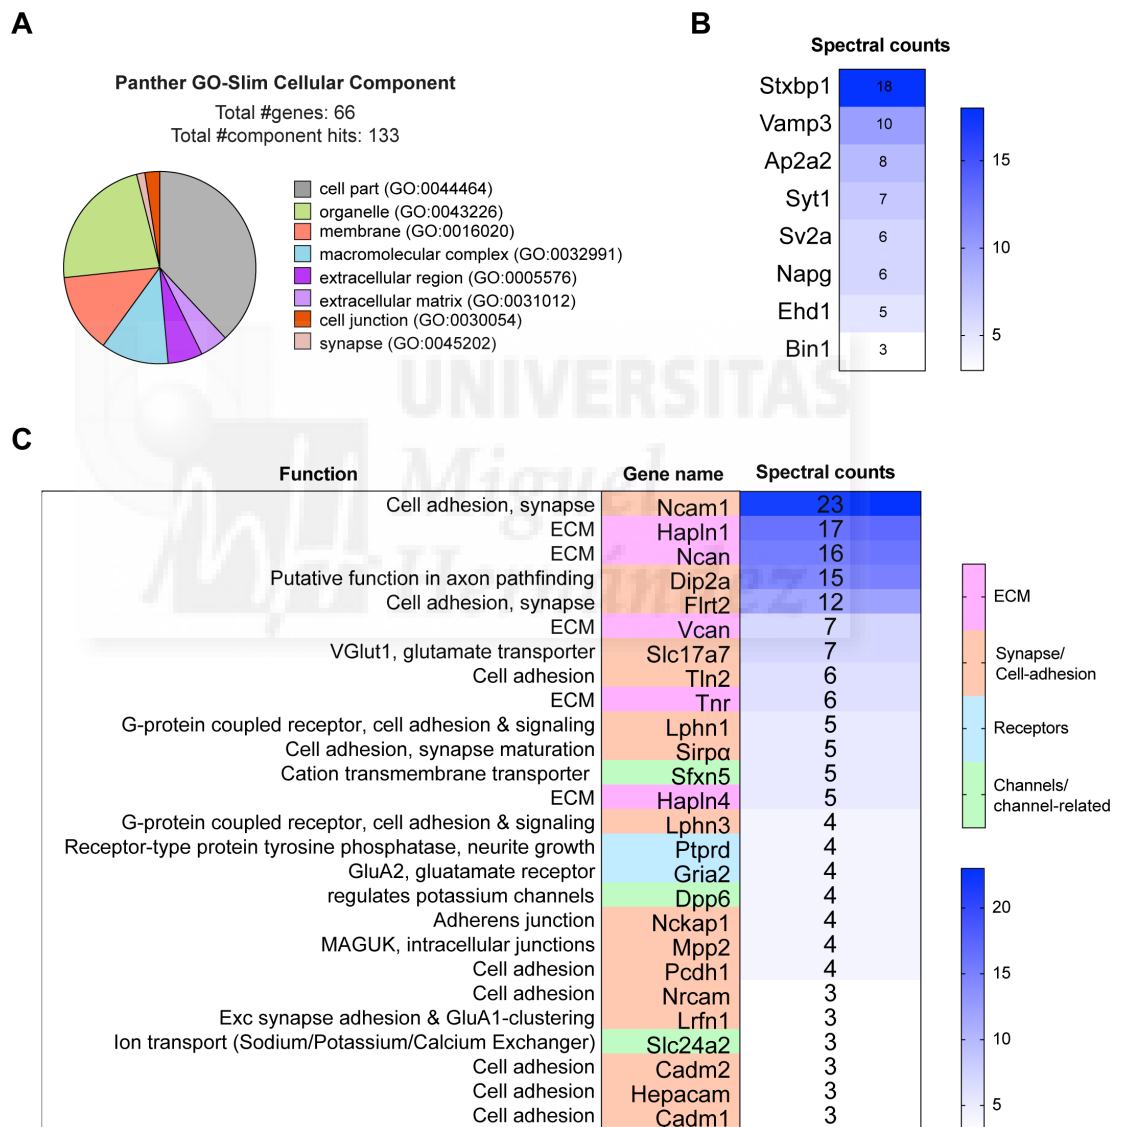 A
Panther GO-Slim Cellular Component
Total #genes: 66
Total #component hits: 133
cell part (GO:0044464)
organelle (GO:0043226)
membrane (GO:0016020)
macromolecular complex (GO:0032991)
extracellular region (GO:0005576)
extracellular matrix (GO:0031012)
cell junction (GO:0030054)
synapse (GO:0045202)
B
Spectral counts
Stxbp1 18
Vamp3 10
Ap2a2 8
Syt1 7
Sv2a 6
Napg 6
Ehd1 5
Bin1 3
15
10
5
UNIVERSITAS
Miguel
Hernández
C
Function Gene name Spectral counts
Cell adhesion, synapse Ncam1 23
ECM Hapln1 17
ECM Ncan 16
Putative function in axon pathfinding Dip2a 15
Cell adhesion, synapse Flrt2 12
ECM Vcan 7
VGlut1, glutamate transporter Slc17a7 7
Cell adhesion Tln2 6
ECM Tnr 6
G-protein coupled receptor, cell adhesion & signaling Lphn1 5
Cell adhesion, synapse maturation Sirpα 5
Cation transmembrane transporter Sfxn5 5
ECM Hapln4 5
G-protein coupled receptor, cell adhesion & signaling Lphn3 4
Receptor-type protein tyrosine phosphatase, neurite growth Ptprd 4
GluA2, gluatamate receptor Gria2 4
regulates potassium channels Dpp6 4
Adherens junction Nckap1 4
MAGUK, intracellular junctions Mpp2 4
Cell adhesion Pcdh1 4
Cell adhesion Nrcam 3
Exc synapse adhesion & GluA1-clustering Lrfn1 3
Ion transport (Sodium/Potassium/Calcium Exchanger) Slc24a2 3
Cell adhesion Cadm2 3
Cell adhesion Hepacam 3
Cell adhesion Cadm1 3
ECM
Synapse/
Cell-adhesion
Receptors
Channels/
channel-related
20
15
10
5